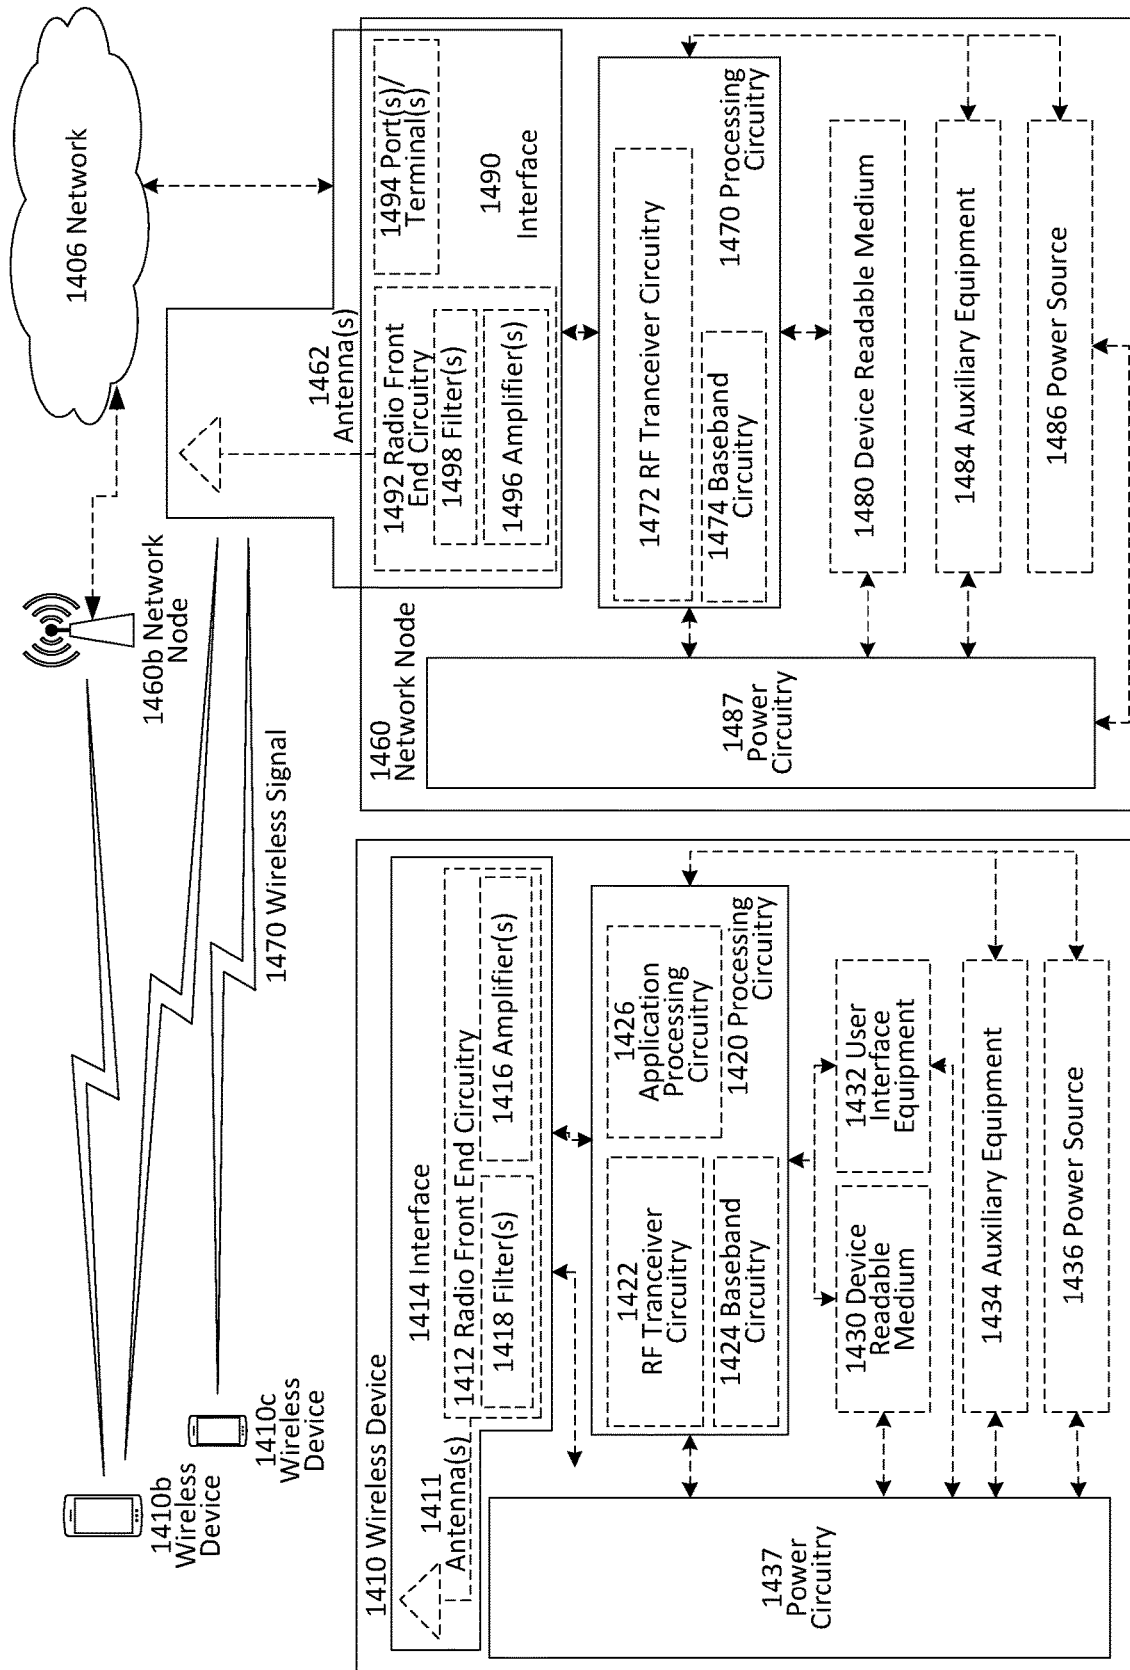 1406 Network
1460b Network
Node
1470 Wireless Signal
1410b
Wireless
Device
1410c
Wireless
Device
1460
Network Node
1462
Antenna(s)
1494 Port(s)/
Terminal(s)
1490
Interface
1492 Radio Front
End Circuitry
1498 Filter(s)
1496 Amplifier(s)
1472 RF Tranceiver Circuitry
1474 Baseband
Circuitry
1470 Processing
Circuitry
1480 Device Readable Medium
1484 Auxiliary Equipment
1486 Power Source
1487
Power
Circuitry
1410 Wireless Device
1411
Antenna(s)
1414 Interface
1412 Radio Front End Circuitry
1418 Filter(s)
1416 Amplifier(s)
1422
RF Tranceiver
Circuitry
1424 Baseband
Circuitry
1426
Application
Processing
Circuitry
1420 Processing
Circuitry
1430 Device
Readable
Medium
1432 User
Interface
Equipment
1434 Auxiliary Equipment
1436 Power Source
1437
Power
Circuitry